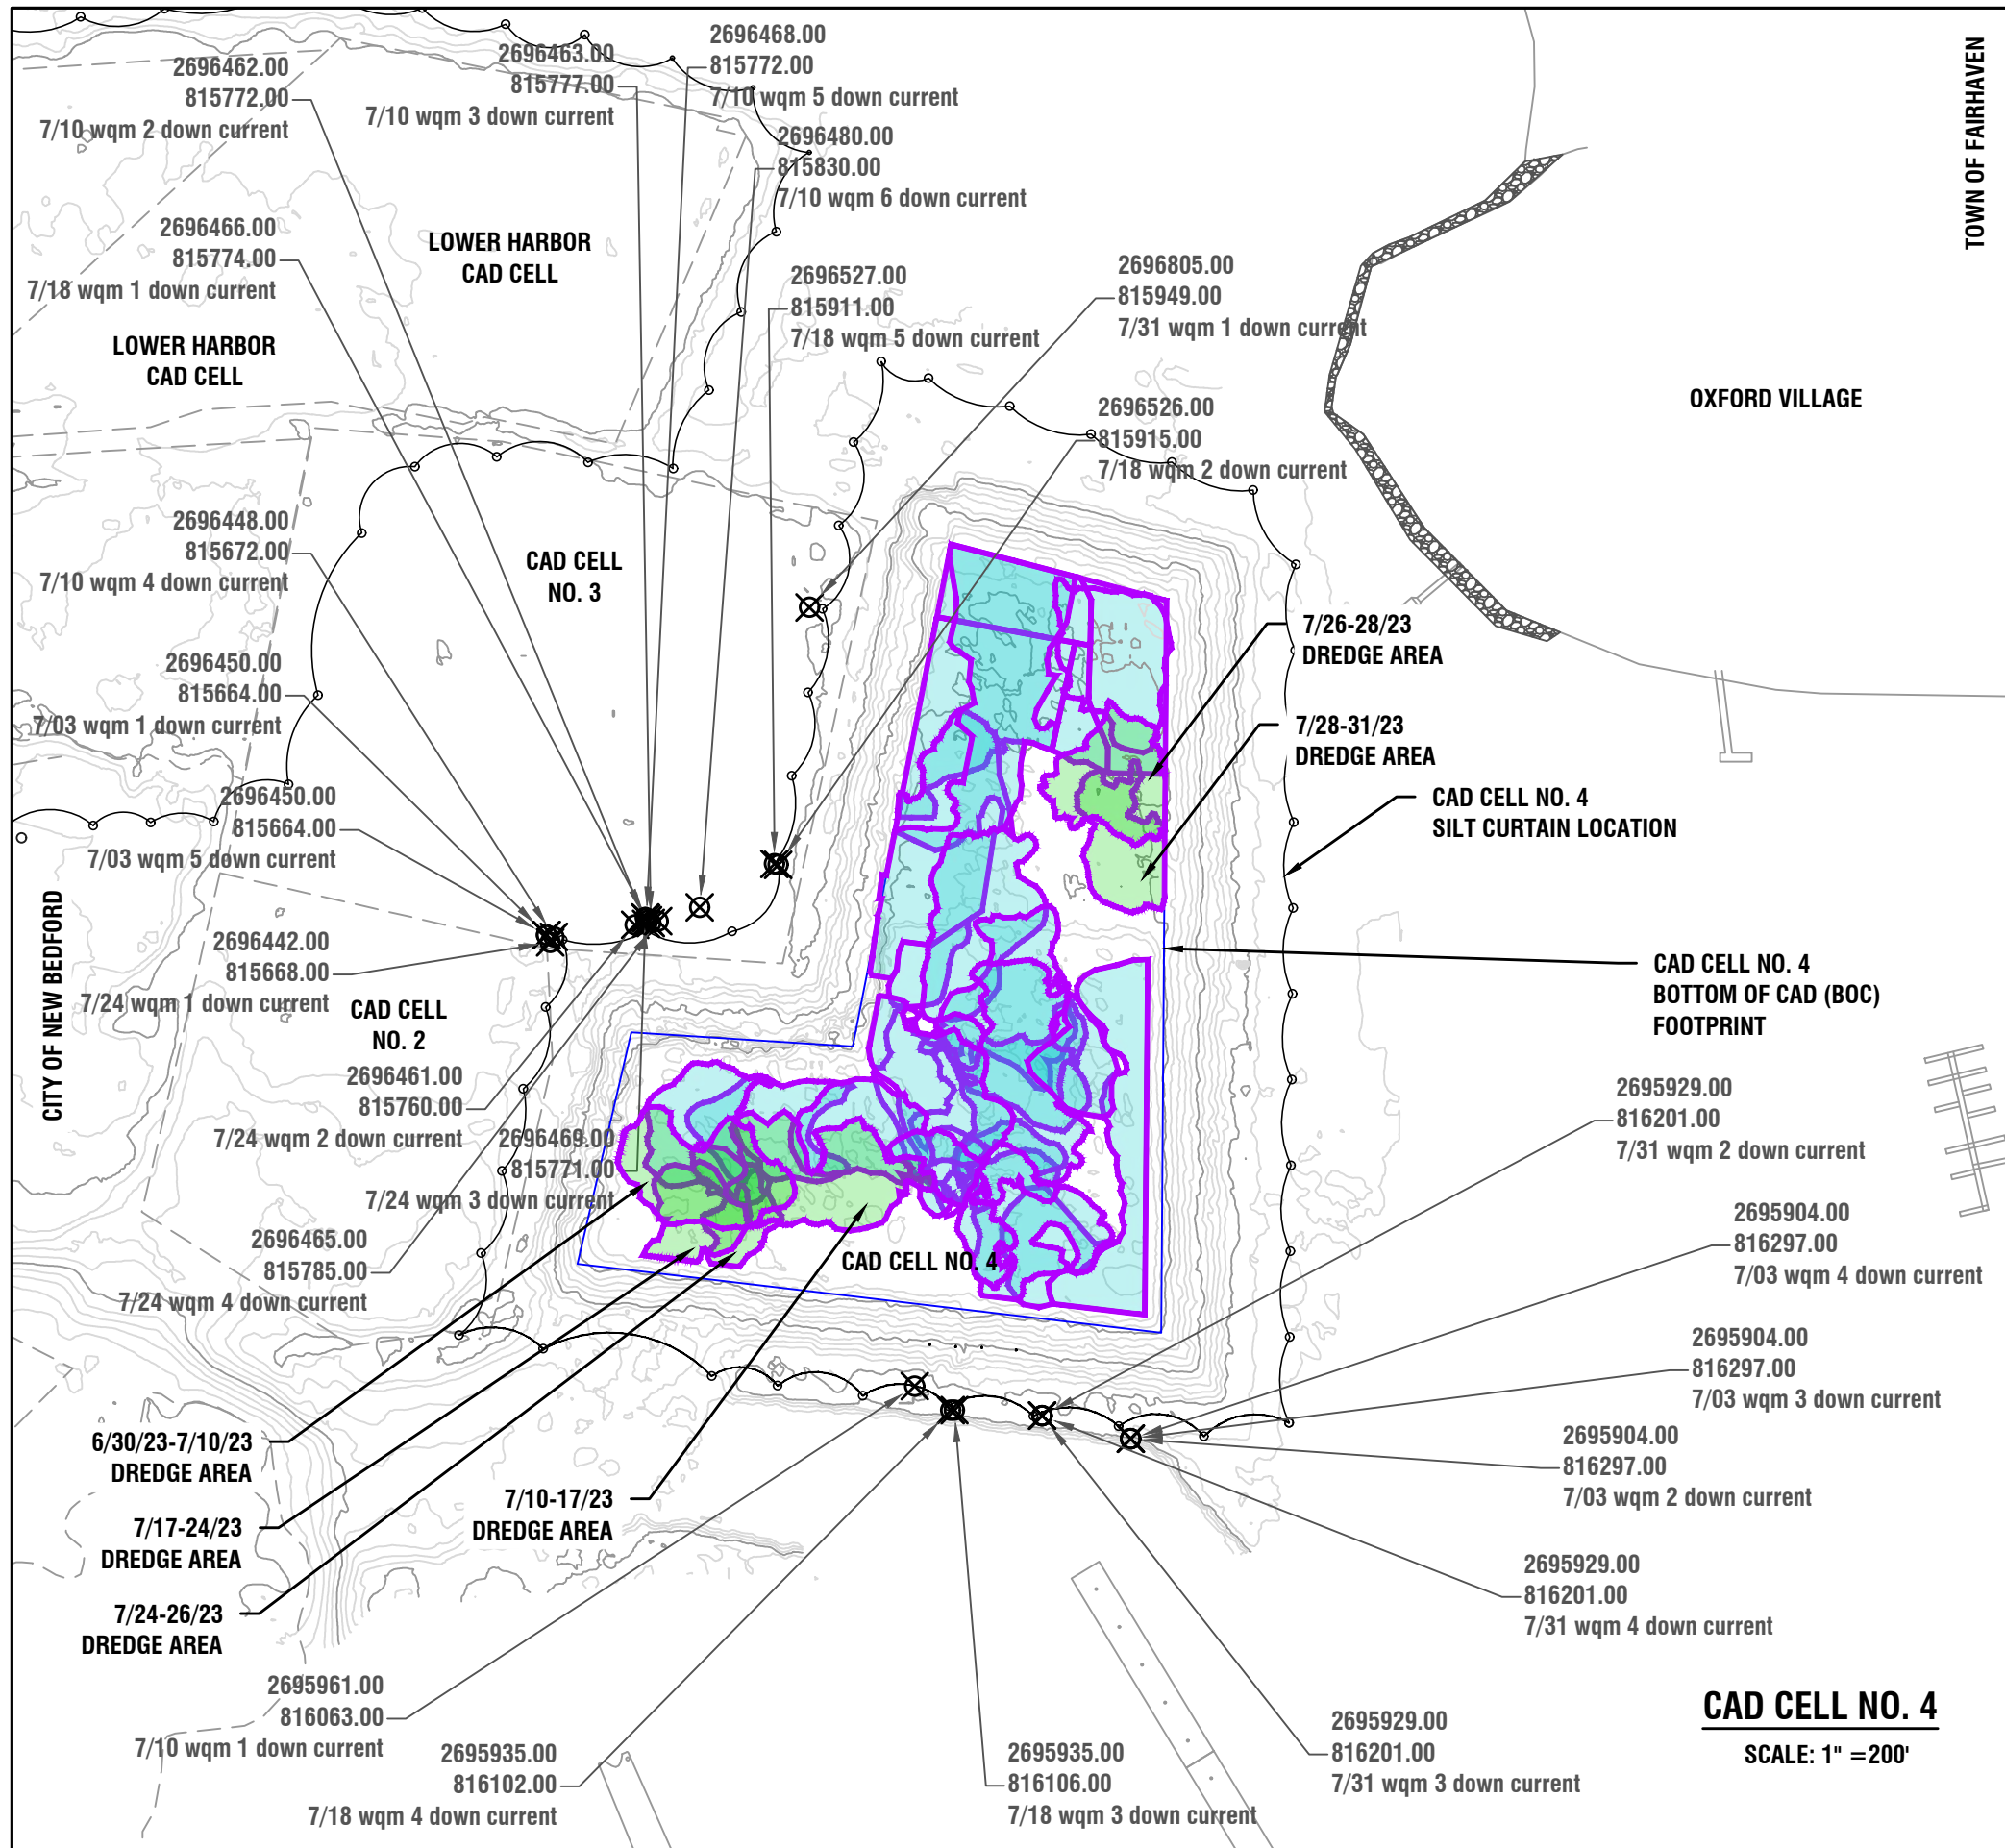 2696462.00
815772.00
7/10 wqm 2 down current
2696463.00
815777.00
7/10 wqm 3 down current
2696468.00
815772.00
7/10 wqm 5 down current
2696480.00
815830.00
7/10 wqm 6 down current
TOWN OF FAIRHAVEN
2696466.00
815774.00
7/18 wqm 1 down current
LOWER HARBOR
CAD CELL
2696527.00
815911.00
7/18 wqm 5 down current
2696805.00
815949.00
7/31 wqm 1 down current
LOWER HARBOR
CAD CELL
OXFORD VILLAGE
2696526.00
815915.00
7/18 wqm 2 down current
2696448.00
815672.00
7/10 wqm 4 down current
CAD CELL
NO. 3
7/26-28/23
DREDGE AREA
2696450.00
815664.00
7/03 wqm 1 down current
7/28-31/23
DREDGE AREA
2696450.00
815664.00
7/03 wqm 5 down current
CAD CELL NO. 4
SILT CURTAIN LOCATION
CITY OF NEW BEDFORD
2696442.00
815668.00
7/24 wqm 1 down current
CAD CELL NO. 4
BOTTOM OF CAD (BOC)
FOOTPRINT
CAD CELL
NO. 2
2696461.00
815760.00
7/24 wqm 2 down current
2695929.00
816201.00
7/31 wqm 2 down current
2696469.00
815771.00
7/24 wqm 3 down current
2696465.00
815785.00
7/24 wqm 4 down current
CAD CELL NO. 4
2695904.00
816297.00
7/03 wqm 4 down current
2695904.00
816297.00
7/03 wqm 3 down current
6/30/23-7/10/23
DREDGE AREA
7/10-17/23
DREDGE AREA
2695904.00
816297.00
7/03 wqm 2 down current
7/17-24/23
DREDGE AREA
2695929.00
816201.00
7/31 wqm 4 down current
7/24-26/23
DREDGE AREA
2695961.00
816063.00
7/10 wqm 1 down current
2695935.00
816102.00
7/18 wqm 4 down current
2695935.00
816106.00
7/18 wqm 3 down current
2695929.00
816201.00
7/31 wqm 3 down current
CAD CELL NO. 4
SCALE: 1" =200'